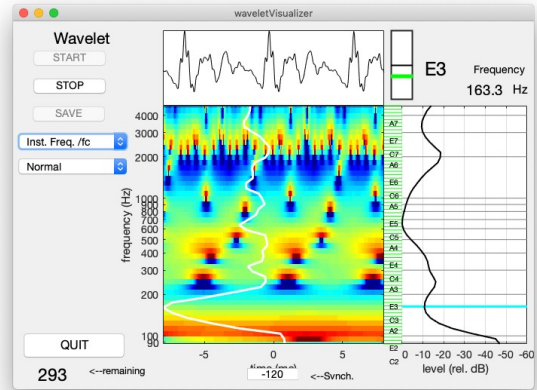 waveletVisualizer
Wavelet
START
STOP
SAVE
Inst. Freq. /fc
Normal
QUIT
293 <--remaining
E3
Frequency
163.3 Hz
frequency (Hz)
4000
3000
2000
1000
900
800
700
600
500
400
300
200
100
90
-5 0 5
time (ms)
-120 <--Svnch.
A7
E7
C7
A6
E6
C6
A5
E5
C5
A4
E4
C4
A3
E3
C3
A2
E2
C2
0 -10 -20 -30 -40 -50 -60
level (rel. dB)